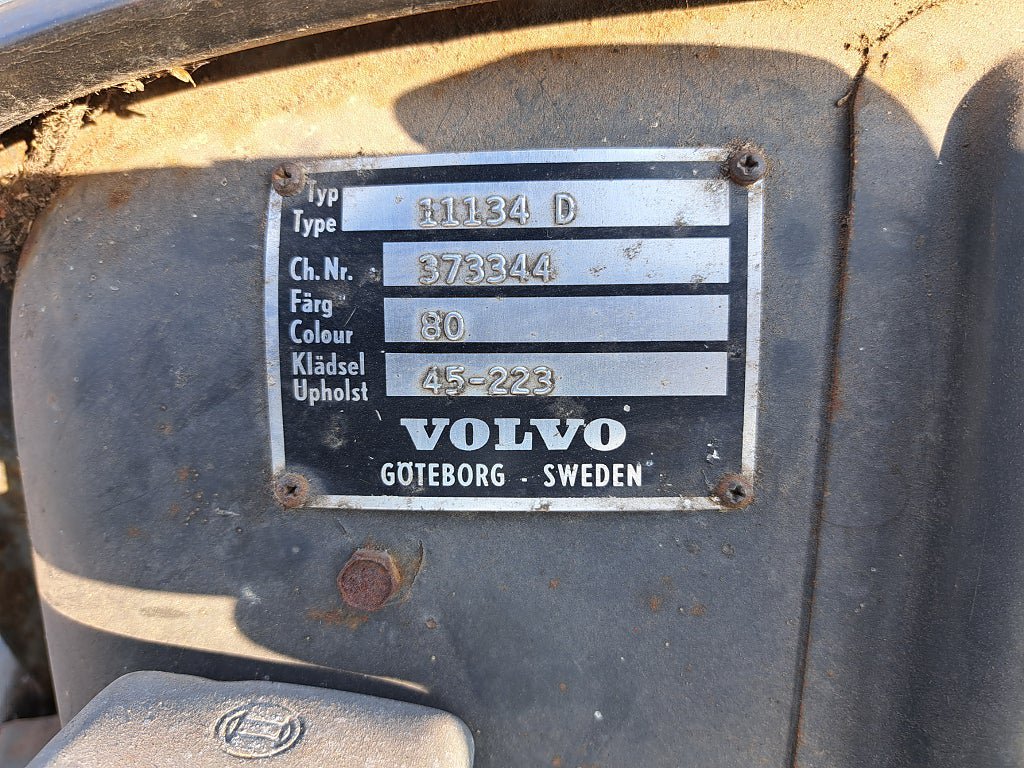 Typ
Type 11134 D
Ch. Nr. 373344
Färg
Colour 80
Klädsel
Upholst 45-223
VOLVO
GÖTEBORG - SWEDEN